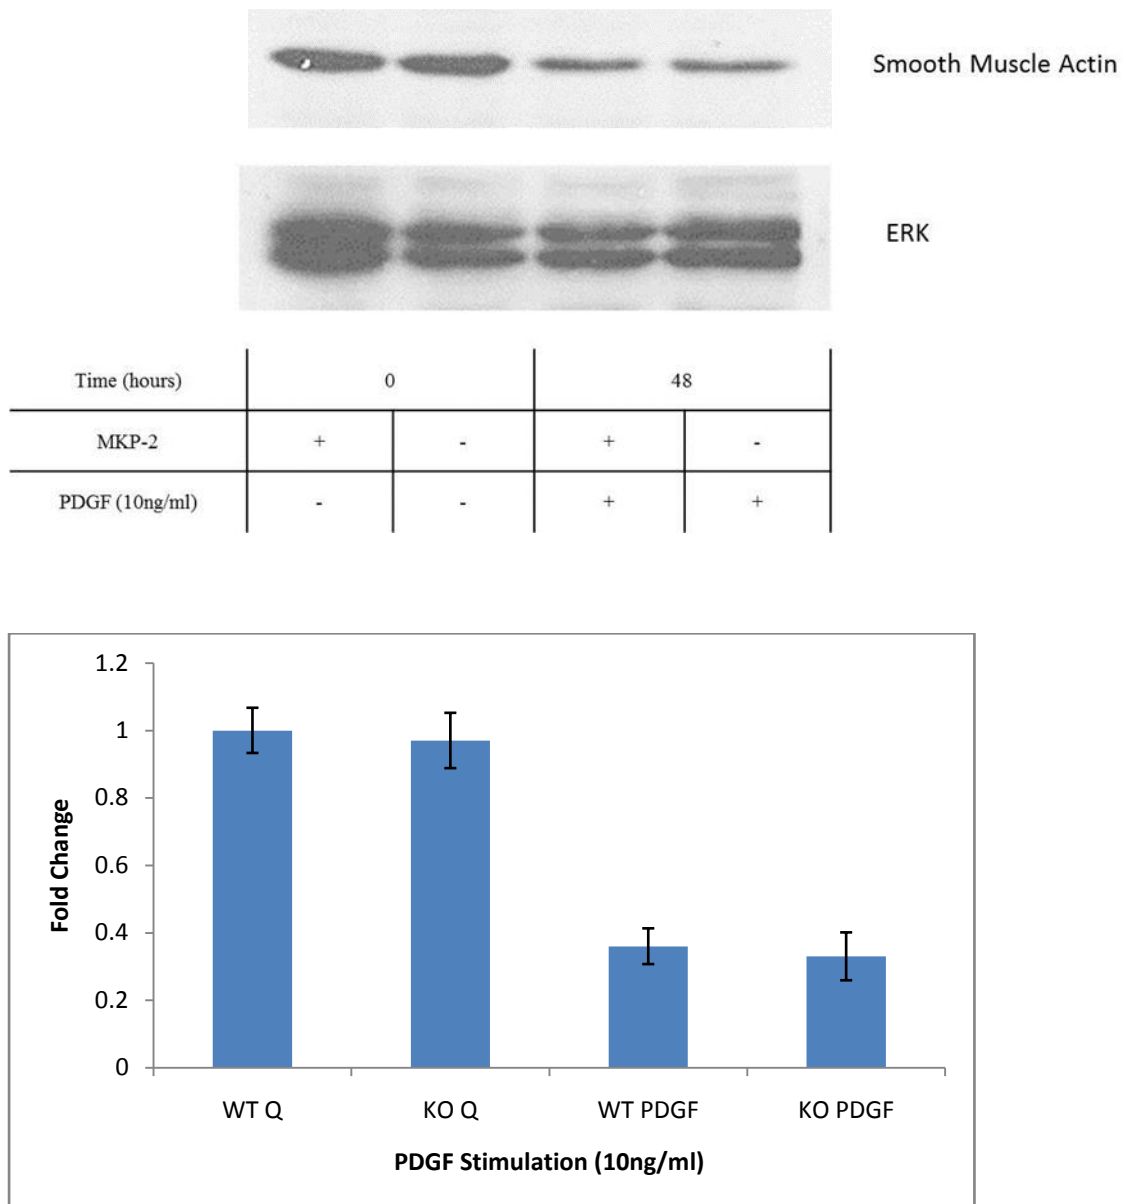 Smooth Muscle Actin
ERK
Time (hours) 0 48
MKP-2 + - + -
PDGF (10ng/ml) - - + +
1.2
1
0.8
0.6
0.4
0.2
0
Fold Change
WT Q KO Q WT PDGF KO PDGF
PDGF Stimulation (10ng/ml)